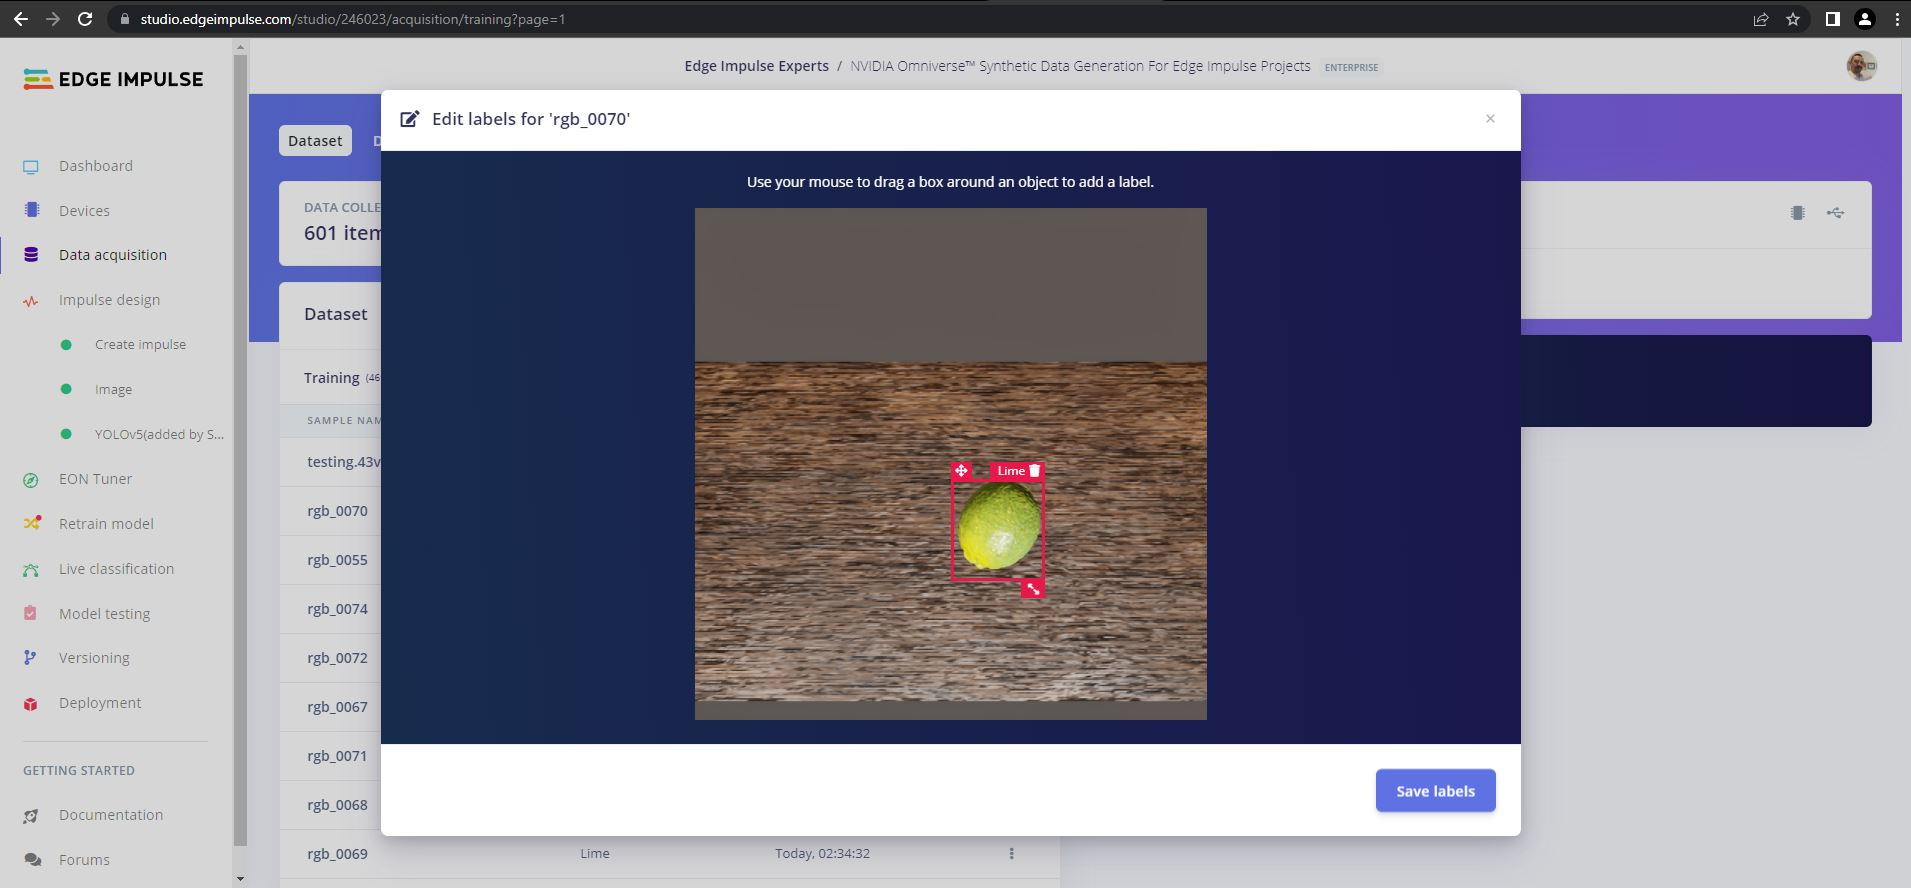 studio.edgeimpulse.com/studio/246023/acquisition/training?page=1
EDGE IMPULSE
Edge Impulse Experts / NVIDIA Omniverse™ Synthetic Data Generation For Edge Impulse Projects ENTERPRISE
Dashboard
Devices
Data acquisition
Impulse design
Create impulse
Image
YOLOv5(added by S...
EON Tuner
Retrain model
Live classification
Model testing
Versioning
Deployment
GETTING STARTED
Documentation
Forums
Dataset D
DATA COLLE
601 item
Dataset
Training (46
SAMPLE NAM
testing.43v
rgb_0070
rgb_0055
rgb_0074
rgb_0072
rgb_0067
rgb_0071
rgb_0068
rgb_0069 Lime Today, 02:34:32
Edit labels for 'rgb_0070'
×
Use your mouse to drag a box around an object to add a label.
Lime
Save labels